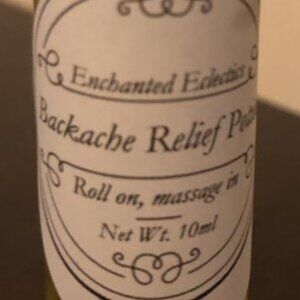 Enchanted Eclectics
Backache Relief
Roll on, massage in
Net Wt. 10ml